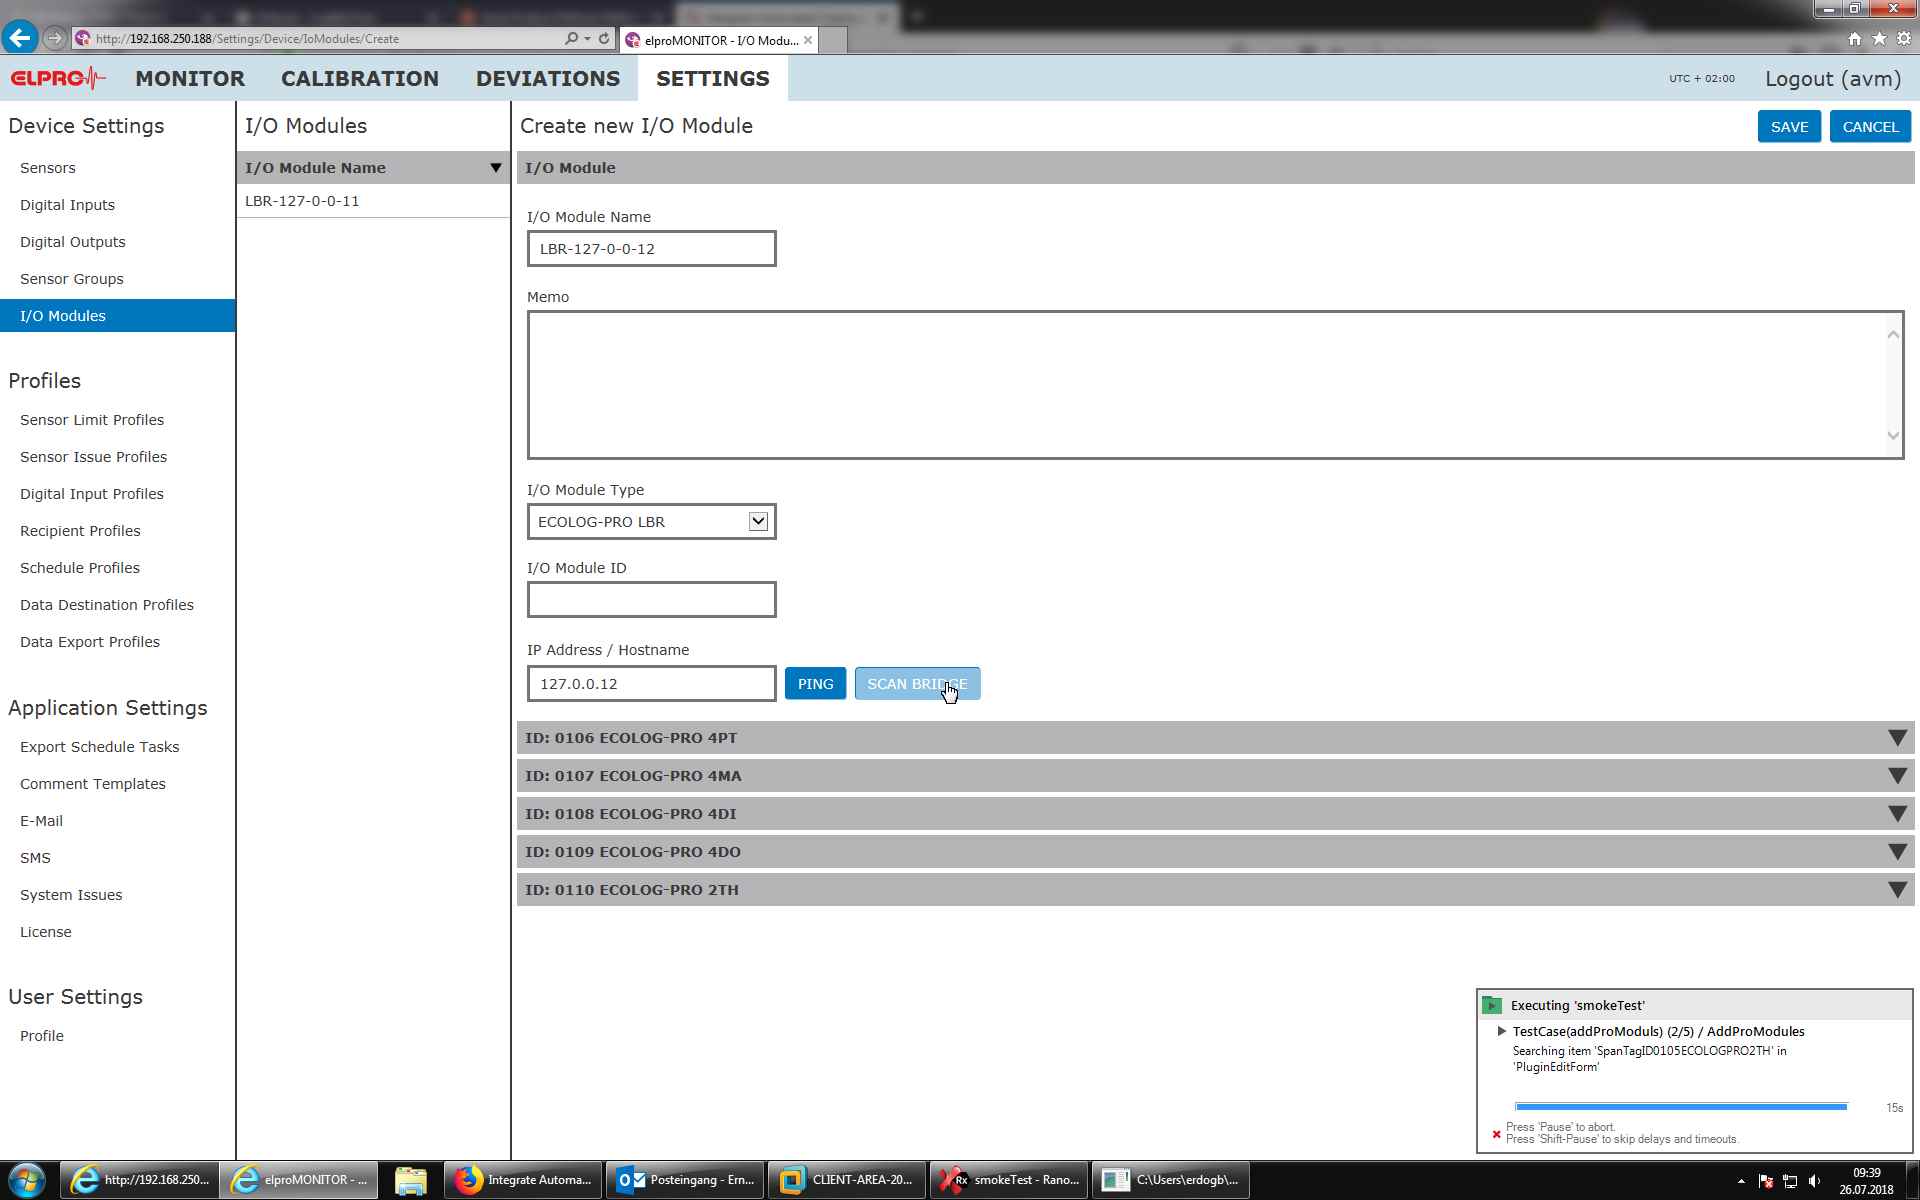 http://192.168.250.188/Settings/Device/IoModules/Create
elproMONITOR - I/O Modu...
ELPRO MONITOR CALIBRATION DEVIATIONS SETTINGS UTC + 02:00 Logout (avm)
Device Settings
Sensors
Digital Inputs
Digital Outputs
Sensor Groups
I/O Modules
Profiles
Sensor Limit Profiles
Sensor Issue Profiles
Digital Input Profiles
Recipient Profiles
Schedule Profiles
Data Destination Profiles
Data Export Profiles
Application Settings
Export Schedule Tasks
Comment Templates
E-Mail
SMS
System Issues
License
User Settings
Profile
I/O Modules
I/O Module Name
LBR-127-0-0-11
Create new I/O Module
SAVE CANCEL
I/O Module
I/O Module Name
LBR-127-0-0-12
Memo
I/O Module Type
ECOLOG-PRO LBR
I/O Module ID
IP Address / Hostname
127.0.0.12 PING SCAN BRIDGE
ID: 0106 ECOLOG-PRO 4PT
ID: 0107 ECOLOG-PRO 4MA
ID: 0108 ECOLOG-PRO 4DI
ID: 0109 ECOLOG-PRO 4DO
ID: 0110 ECOLOG-PRO 2TH
Executing 'smokeTest'
TestCase(addProModuls) (2/5) / AddProModules
Searching item 'SpanTagID0105ECOLOGPRO2TH' in
'PluginEditForm'
15s
Press 'Pause' to abort.
Press 'Shift-Pause' to skip delays and timeouts.
http://192.168.250... elproMONITOR - ... Integrate Automa... Posteingang - Ern... CLIENT-AREA-20... Rx smokeTest - Rano... C:\Users\erdogb\...
09:39
26.07.2018